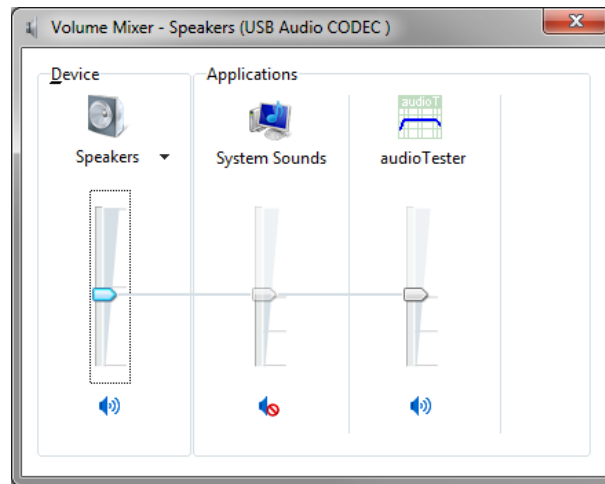 Volume Mixer - Speakers (USB Audio CODEC )
Device
Applications
audioT
Speakers
System Sounds
audioTester